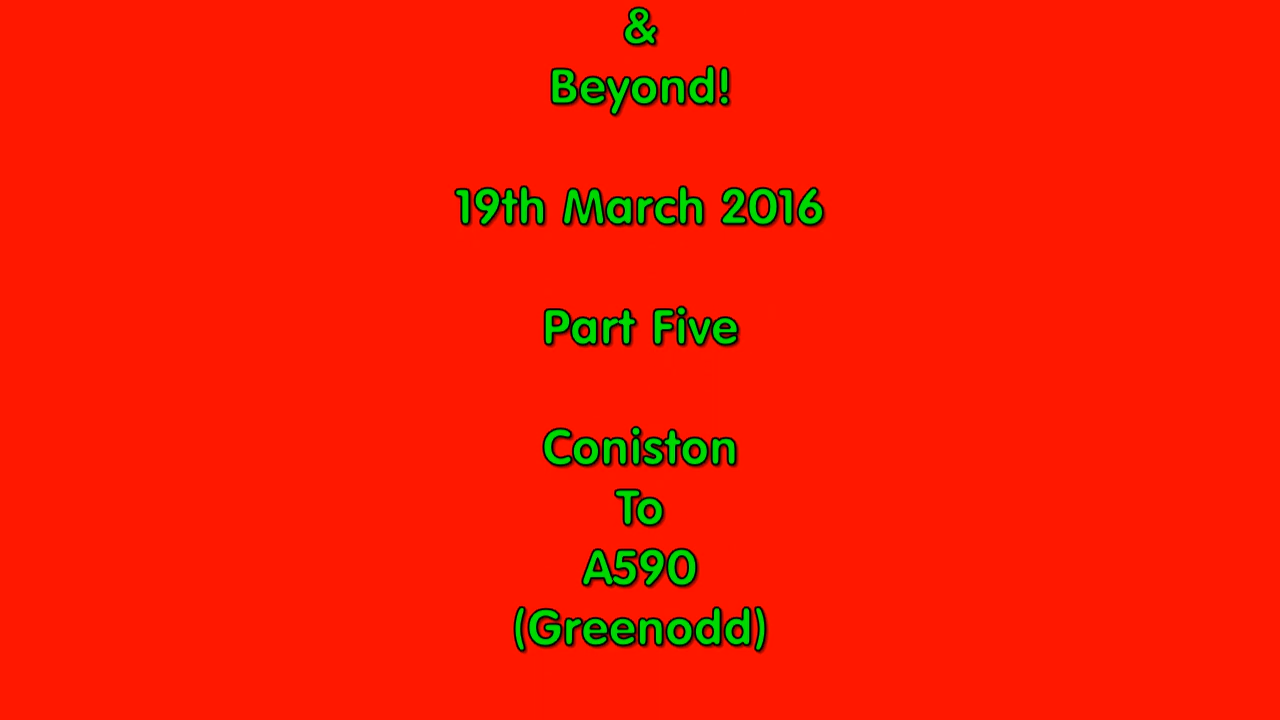 &
Beyond!
19th March 2016
Part Five
Coniston
To
A590
(Greenodd)